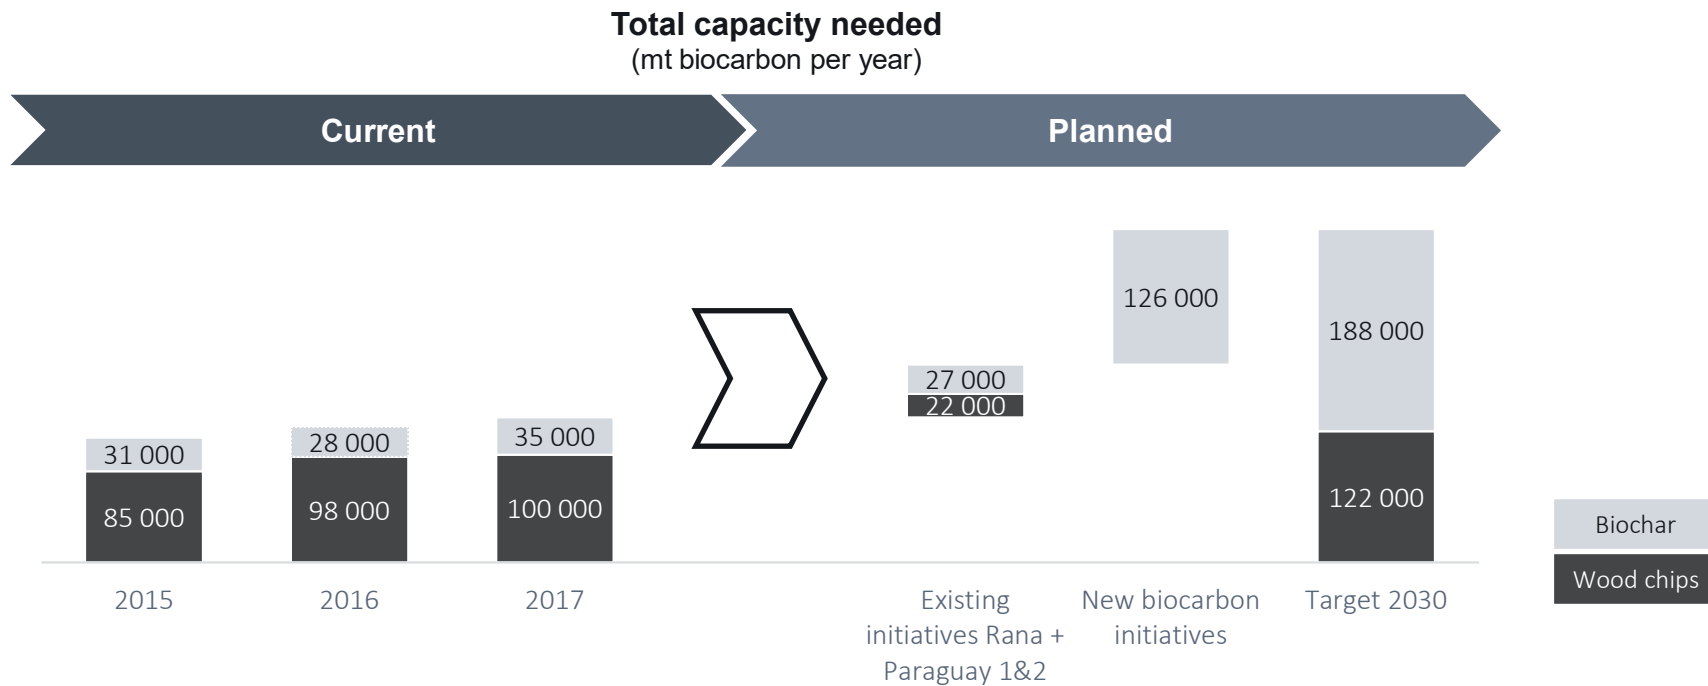 Total capacity needed
(mt biocarbon per year)
Current
Planned
31 000
85 000
28 000
98 000
35 000
100 000
27 000
22 000
126 000
188 000
122 000
Biochar
Wood chips
2015
2016
2017
Existing
initiatives Rana +
Paraguay 1&2
New biocarbon
initiatives
Target 2030